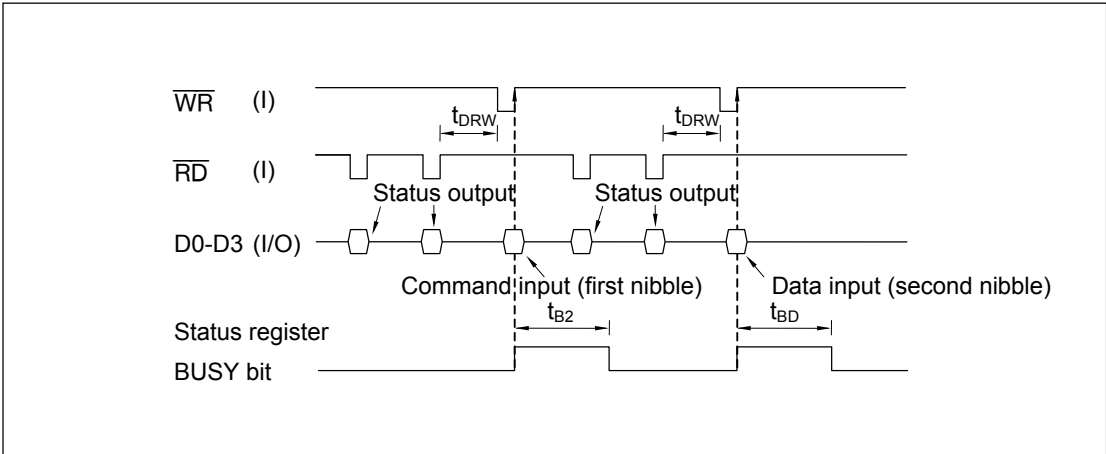 WR (I)
tDRW tDRW
RD (I)
Status output Status output
D0-D3 (I/O)
Command input (first nibble) Data input (second nibble)
tB2 tBD
Status register
BUSY bit